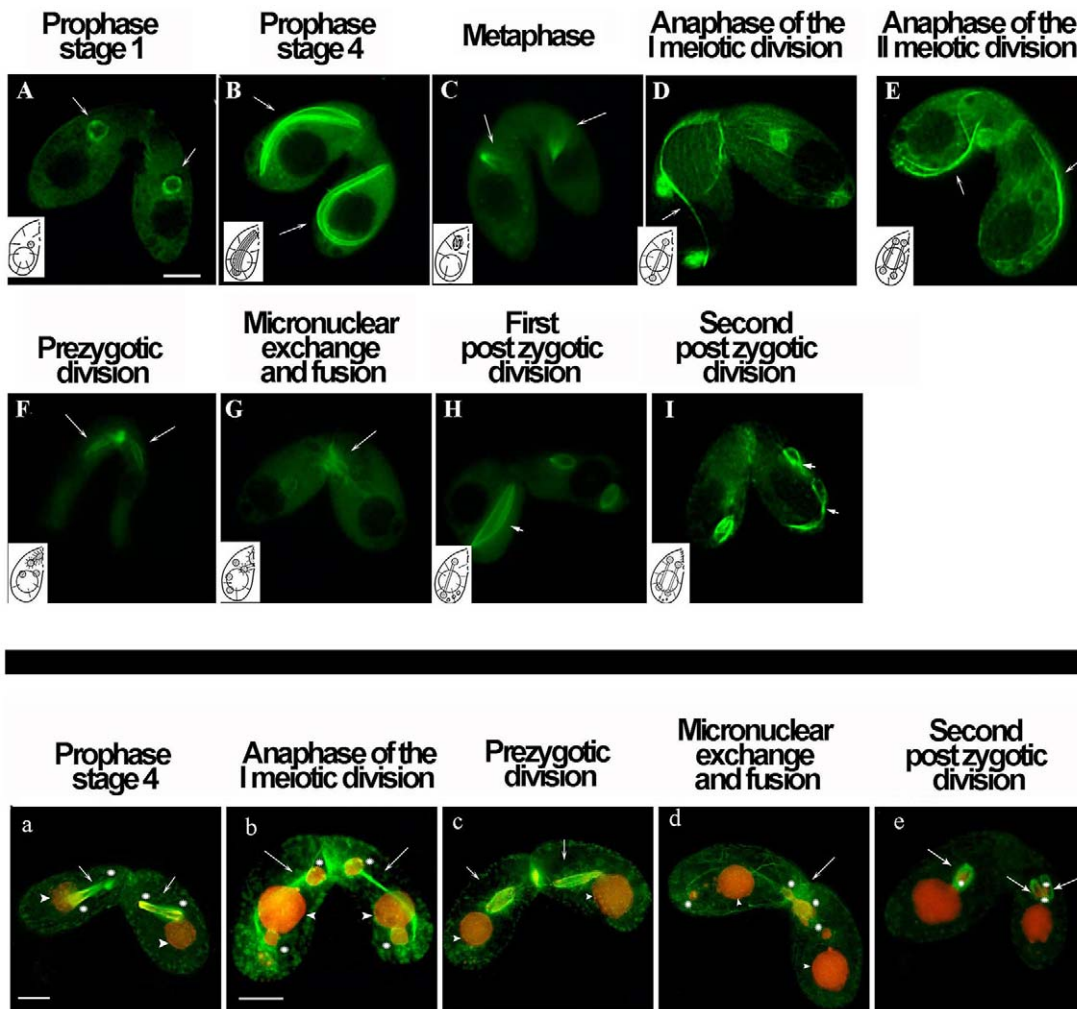 Prophase
stage 1
Prophase
stage 4
Metaphase
Anaphase of the
I meiotic division
Anaphase of the
II meiotic division
A
B
C
D
E
Prezygotic
division
Micronuclear
exchange
and fusion
First
post zygotic
division
Second
post zygotic
division
F
G
H
I
Prophase
stage 4
Anaphase of the
I meiotic division
Prezygotic
division
Micronuclear
exchange
and fusion
Second
post zygotic
division
a
b
c
d
e